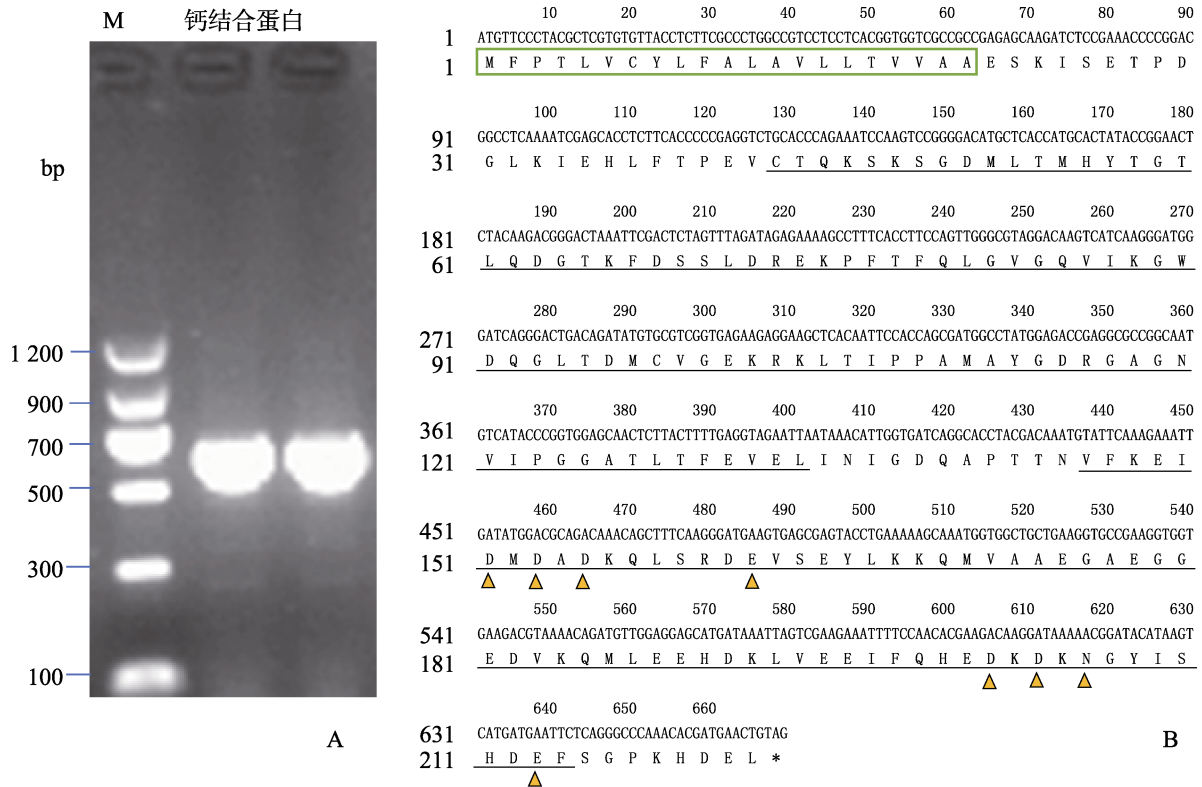 M 钙结合蛋白
bp
1 200
900
700
500
300
100
A
10 20 30 40 50 60 70 80 90
1 ATGTTCCCTACGCTCGTGTGTTACCTCTTCGCCCTGGCCGTCCTCCTCACGGTGGTCGCCGCCGAGAGCAAGATCTCCGAAACCCCGGAC
1 M F P T L V C Y L F A L A V L L T V V A A E S K I S E T P D
100 110 120 130 140 150 160 170 180
91 GGCCTCAAAATCGAGCACCTCTTCACCCCCGAGGTCTGCACCCAGAAATCCAAGTCCGGGGACATGCTCACCATGCACTATACCGGAACT
31 G L K I E H L F T P E V C T Q K S K S G D M L T M H Y T G T
190 200 210 220 230 240 250 260 270
181 CTACAAGACGGGACTAAATTCGACTCTAGTTTAGATAGAGAAAAGCCTTTCACCTTCCAGTTGGGCGTAGGACAAGTCATCAAGGGATGG
61 L Q D G T K F D S S L D R E K P F T F Q L G V G Q V I K G W
280 290 300 310 320 330 340 350 360
271 GATCAGGGACTGACAGATATGTGCGTCGGTGAGAAGAGGAAGCTCACAATTCCACCAGCGATGGCCTATGGAGACCGAGGCGCCGGCAAT
91 D Q G L T D M C V G E K R K L T I P P A M A Y G D R G A G N
370 380 390 400 410 420 430 440 450
361 GTCATACCCGGTGGAGCAACTCTTACTTTTGAGGTAGAATTAATAAACATTGGTGATCAGGCACCTACGACAAATGTATTCAAAGAAATT
121 V I P G G A T L T F E V E L I N I G D Q A P T T N V F K E I
460 470 480 490 500 510 520 530 540
451 GATATGGACGCAGACAAACAGCTTTCAAGGGATGAAGTGAGCGAGTACCTGAAAAAGCAAATGGTGGCTGCTGAAGGTGCCGAAGGTGGT
151 D M D A D K Q L S R D E V S E Y L K K Q M V A A E G A E G G
550 560 570 580 590 600 610 620 630
541 GAAGACGTAAAACAGATGTTGGAGGAGCATGATAAATTAGTCGAAGAAATTTTCCAACACGAAGACAAGGATAAAAACGGATACATAAGT
181 E D V K Q M L E E H D K L V E E I F Q H E D K D K N G Y I S
640 650 660
631 CATGATGAATTCTCAGGGCCCAAACACGATGAACTGTAG
211 H D E F S G P K H D E L *
B